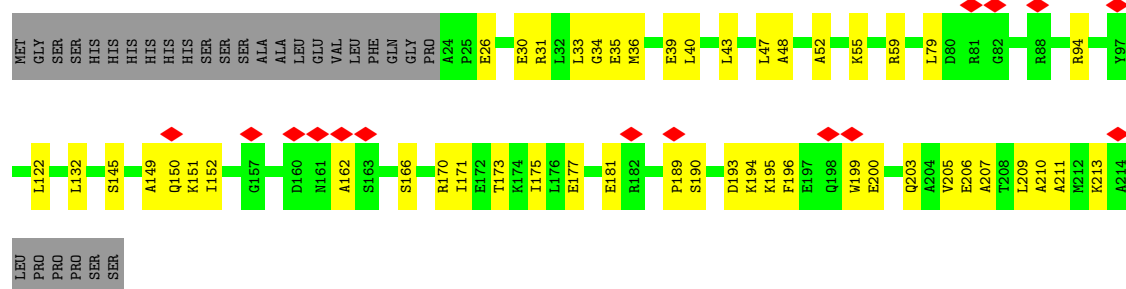 MET GLY SER SER HIS HIS HIS HIS HIS HIS SER SER SER ALA ALA LEU GLU VAL LEU PHE GLN GLY PRO A24 P25 E26 E30 R31 L32 L33 G34 E35 M36 E39 L40 L43 L47 A48 A52 K55 R59 L79 D80 R81 G82 R88 R94 Y97
L122 L132 S145 A149 Q150 K151 I152 G157 D160 N161 A162 S163 S166 R170 I171 E172 T173 K174 I175 L176 E177 E181 R182 P189 S190 D193 K194 K195 F196 E197 Q198 W199 E200 Q203 A204 V205 E206 A207 T208 L209 A210 A211 M212 K213 A214
LEU PRO PRO PRO SER SER